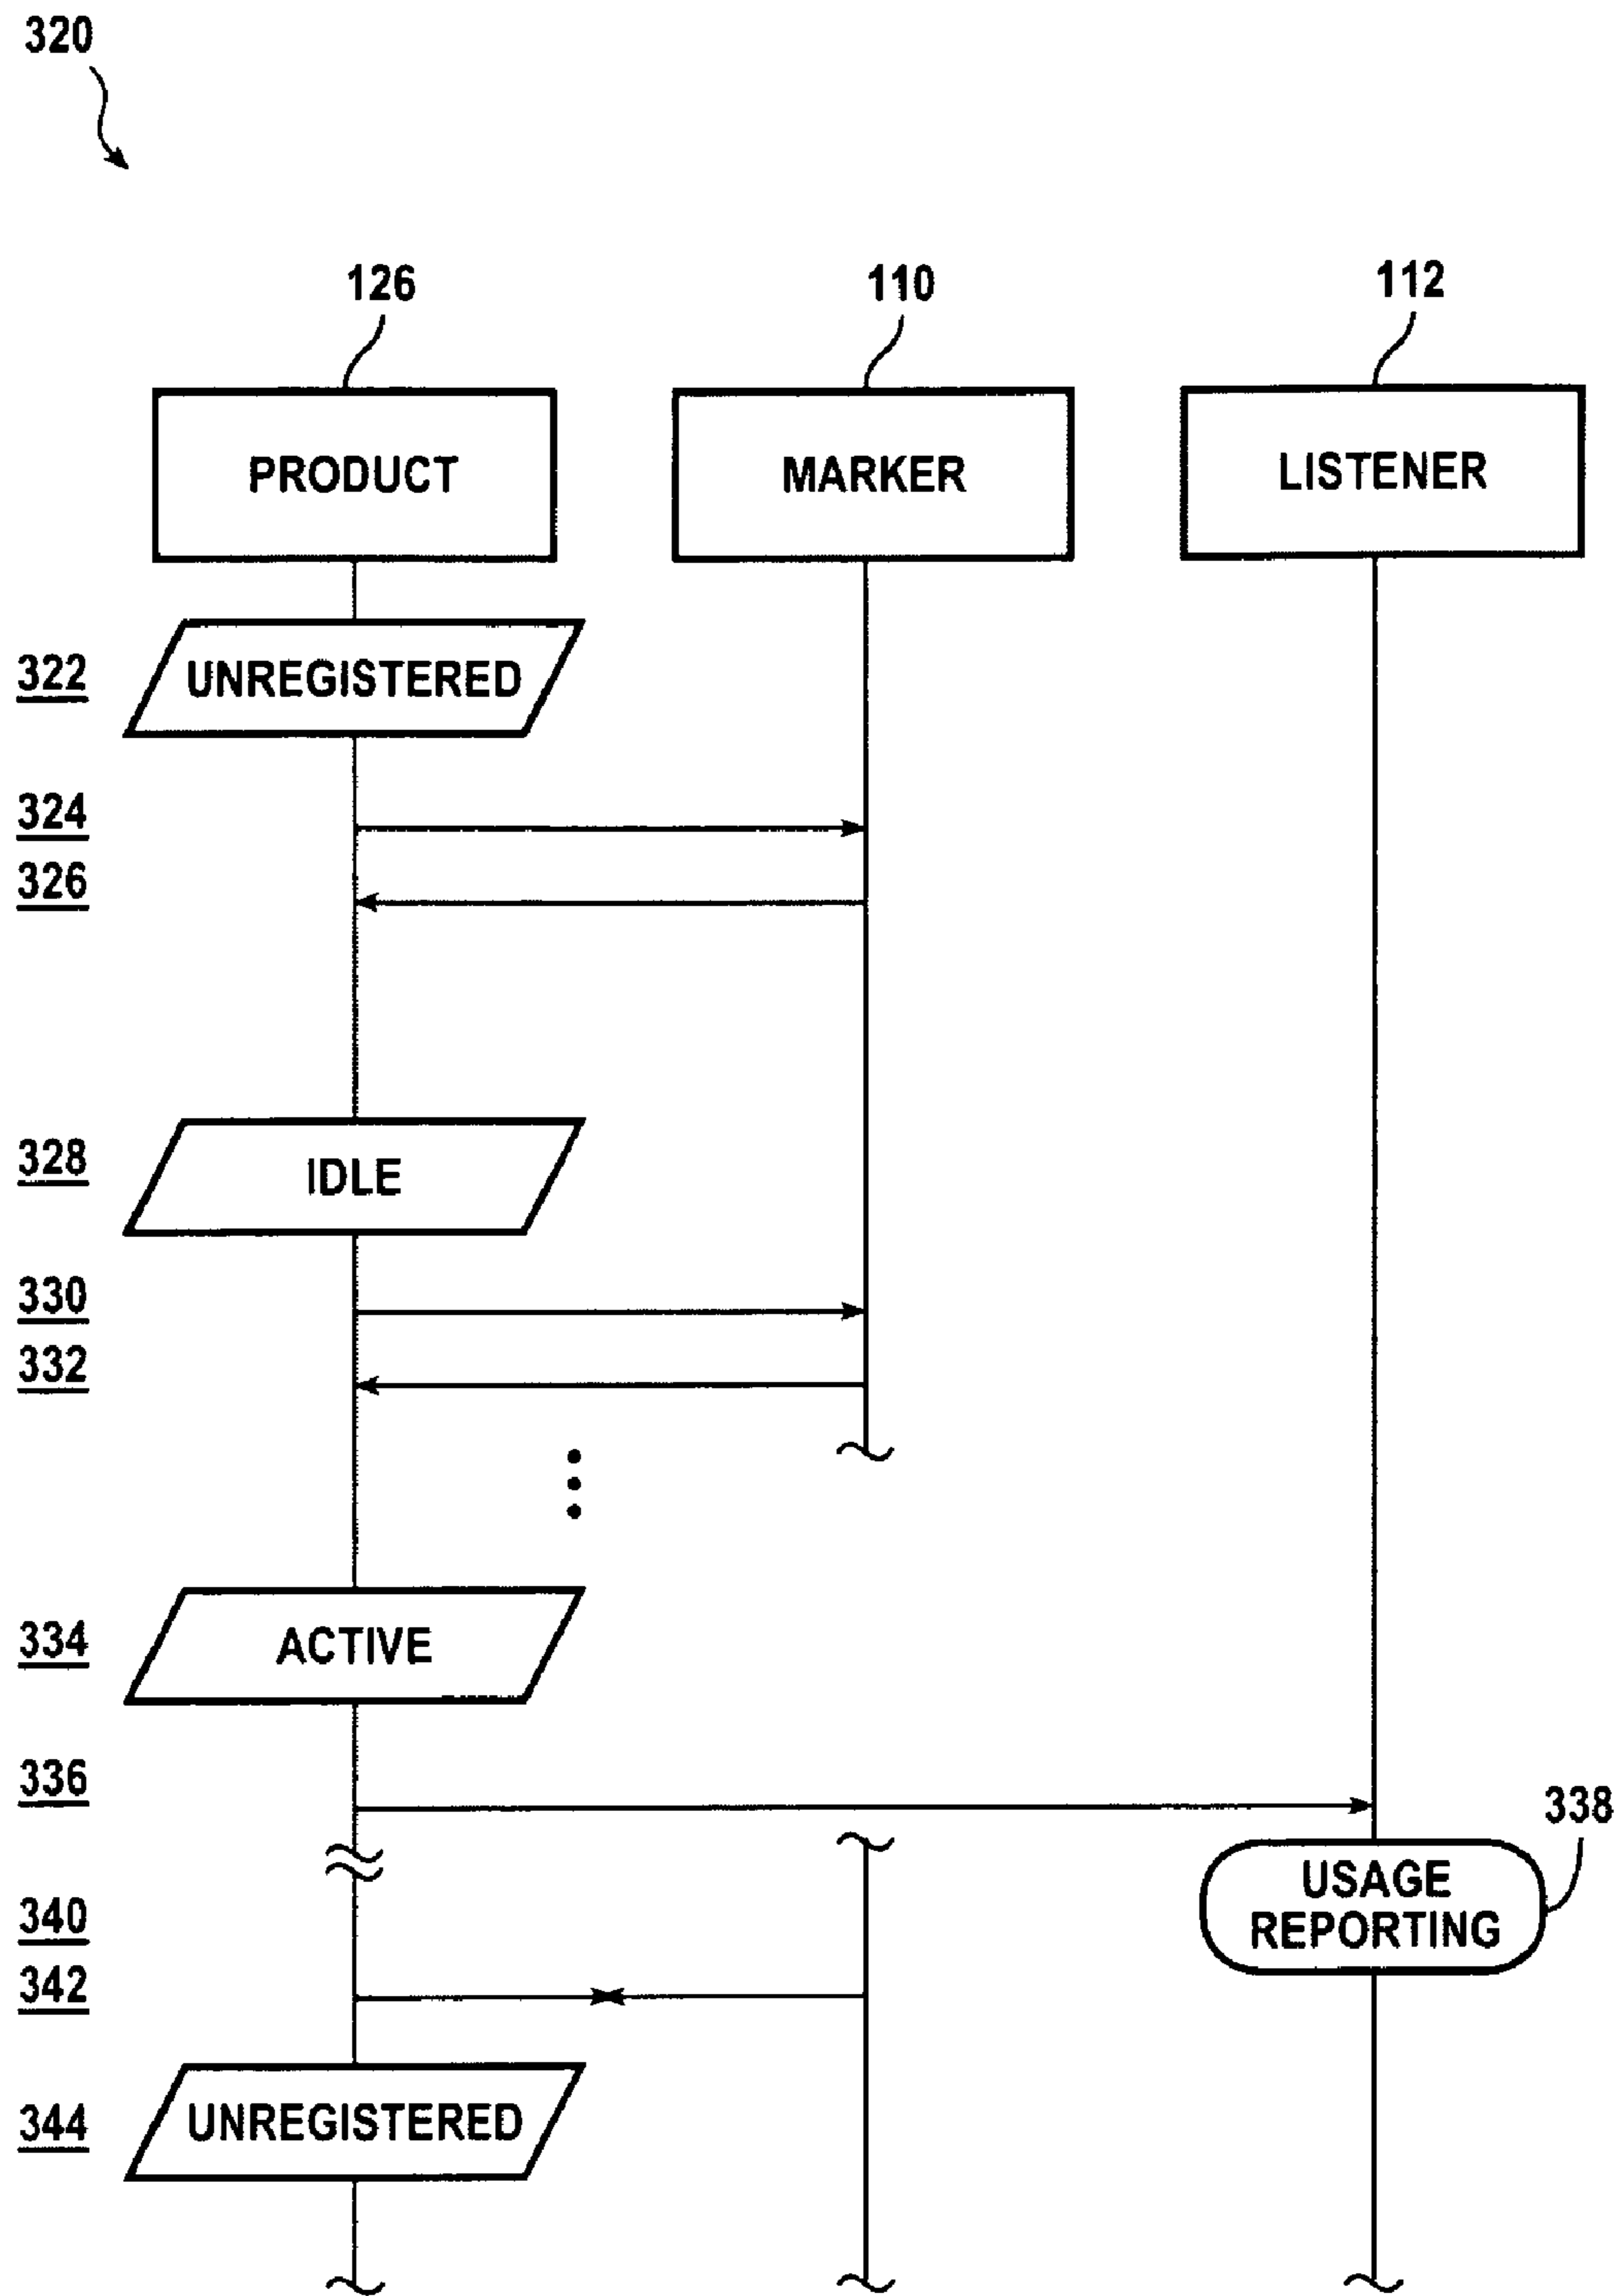 320
126
110
112
PRODUCT
MARKER
LISTENER
322
UNREGISTERED
324
326
328
IDLE
330
332
334
ACTIVE
336
338
USAGE
REPORTING
340
342
344
UNREGISTERED